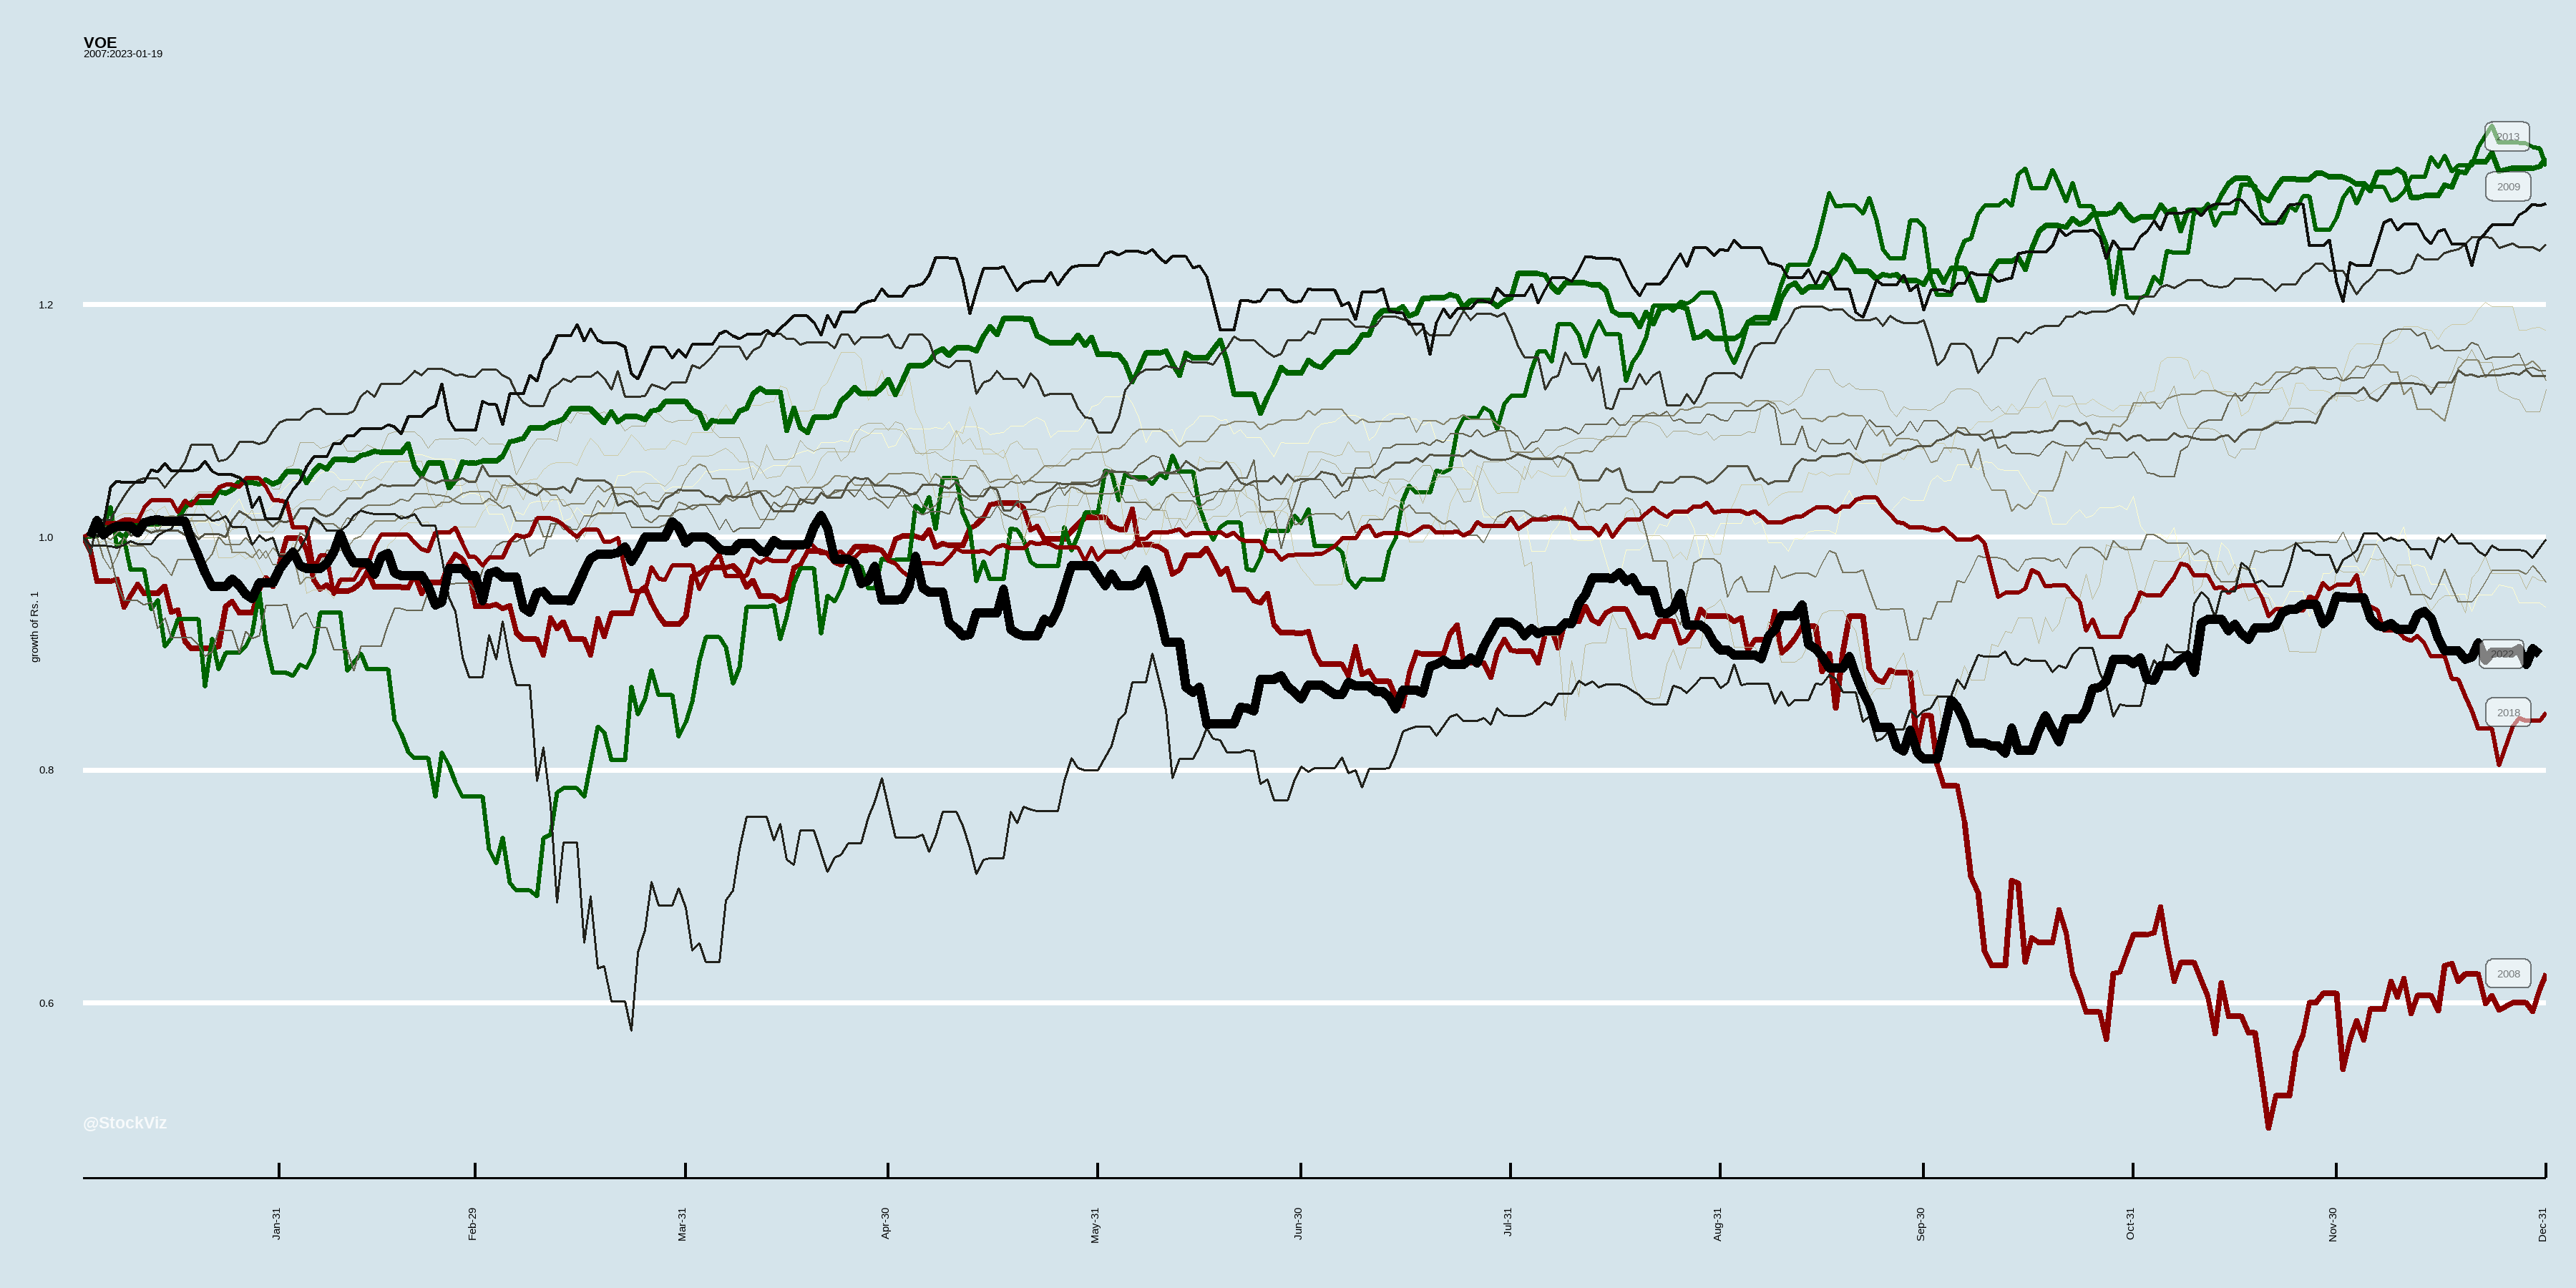 VOE
2007:2023-01-19
2013
2009
1.2
1.0
growth of Rs. 1
2022
2018
0.8
2008
0.6
@StockViz
Jan-31
Feb-29
Mar-31
Apr-30
May-31
Jun-30
Jul-31
Aug-31
Sep-30
Oct-31
Nov-30
Dec-31